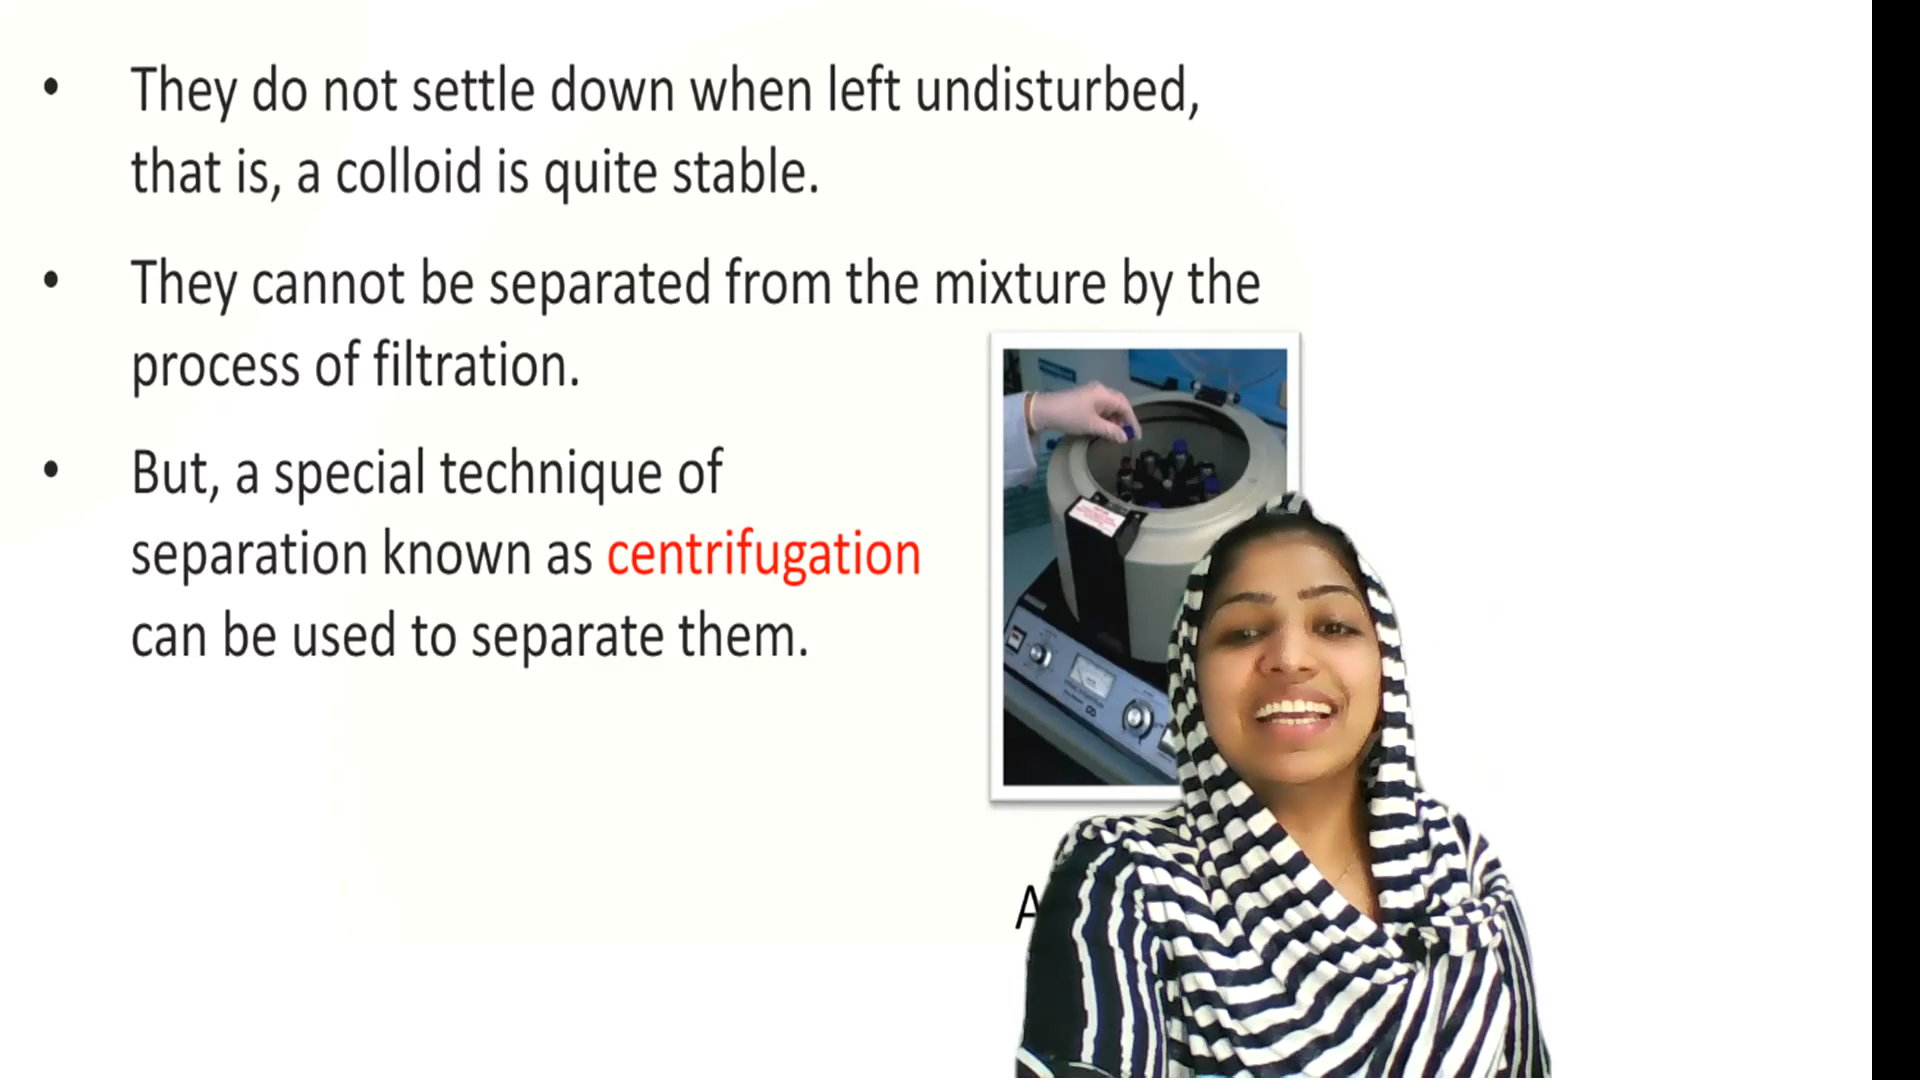 • They do not settle down when left undisturbed,
that is, a colloid is quite stable.
• They cannot be separated from the mixture by the
process of filtration.
• But, a special technique of
separation known as centrifugation
can be used to separate them.
A